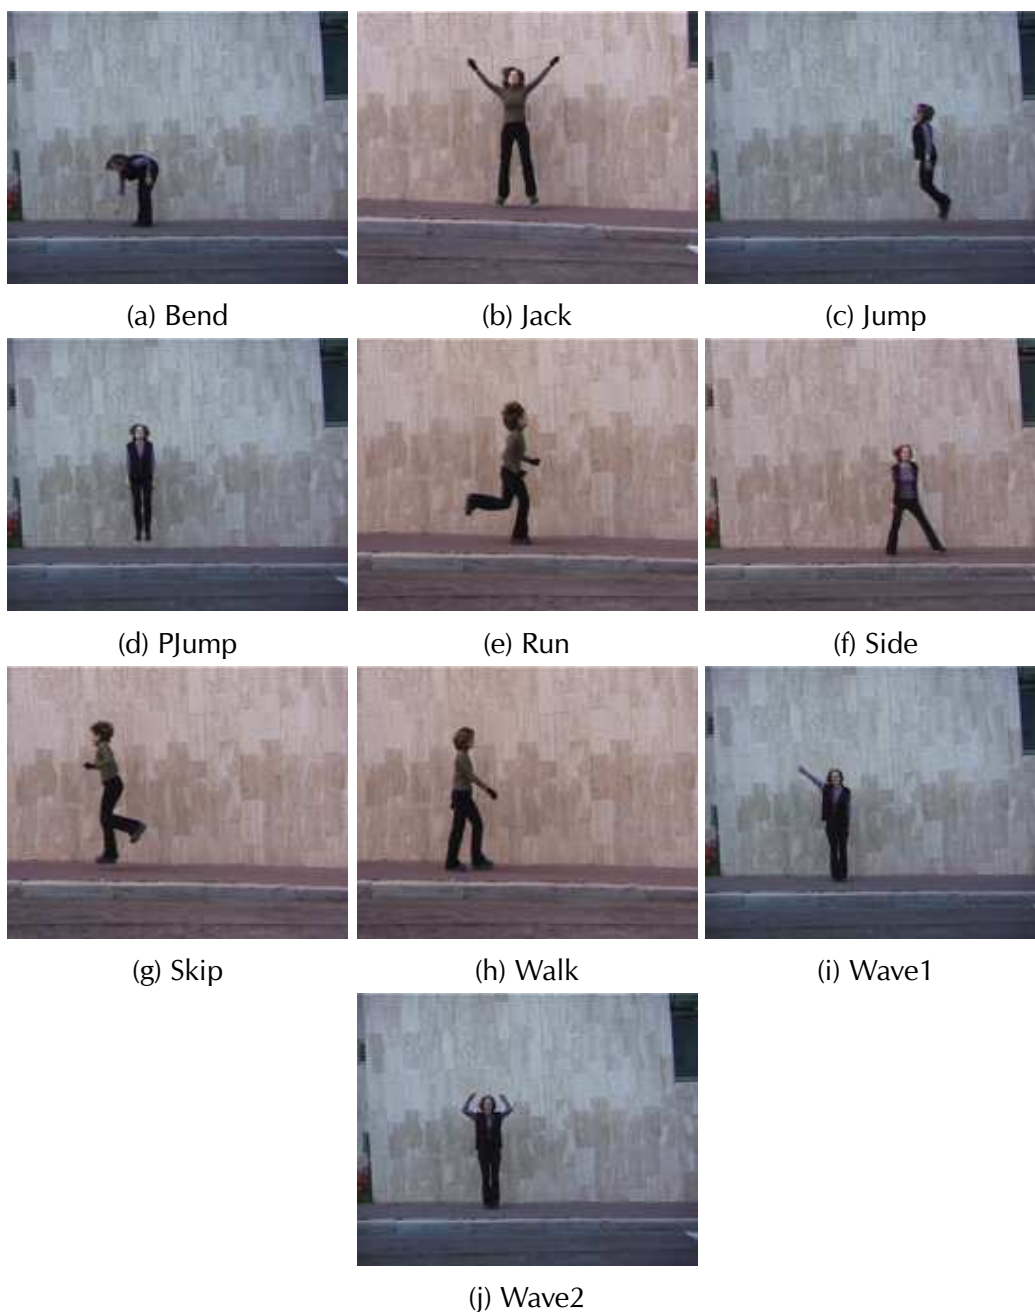 (a) Bend
(b) Jack
(c) Jump
(d) PJump
(e) Run
(f) Side
(g) Skip
(h) Walk
(i) Wave1
(j) Wave2